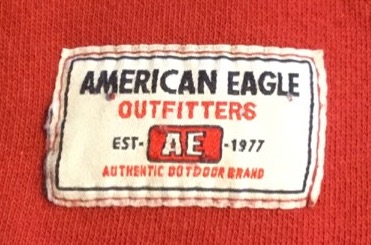 AMERICAN EAGLE
OUTFITTERS
EST- AE -1977
AUTHENTIC OUTDOOR BRAND